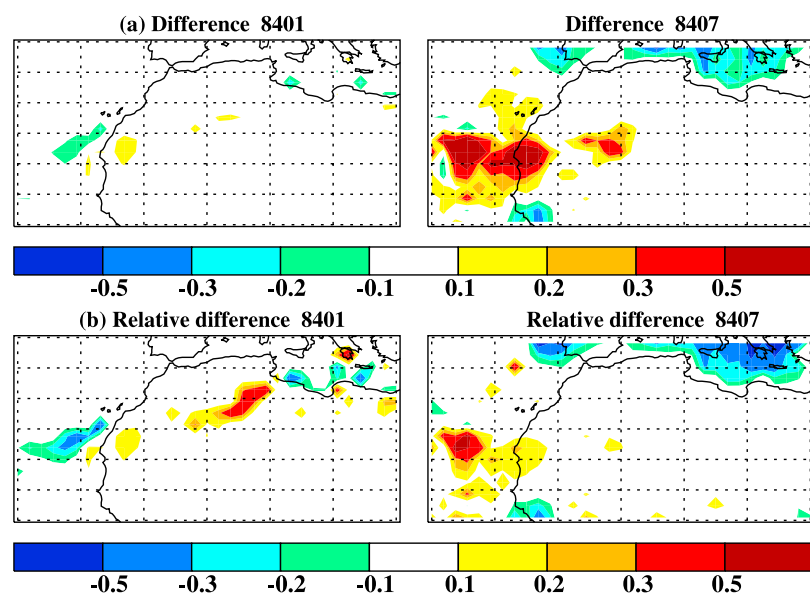 (a) Difference 8401
Difference 8407
-0.5 -0.3 -0.2 -0.1 0.1 0.2 0.3 0.5
(b) Relative difference 8401
Relative difference 8407
-0.5 -0.3 -0.2 -0.1 0.1 0.2 0.3 0.5